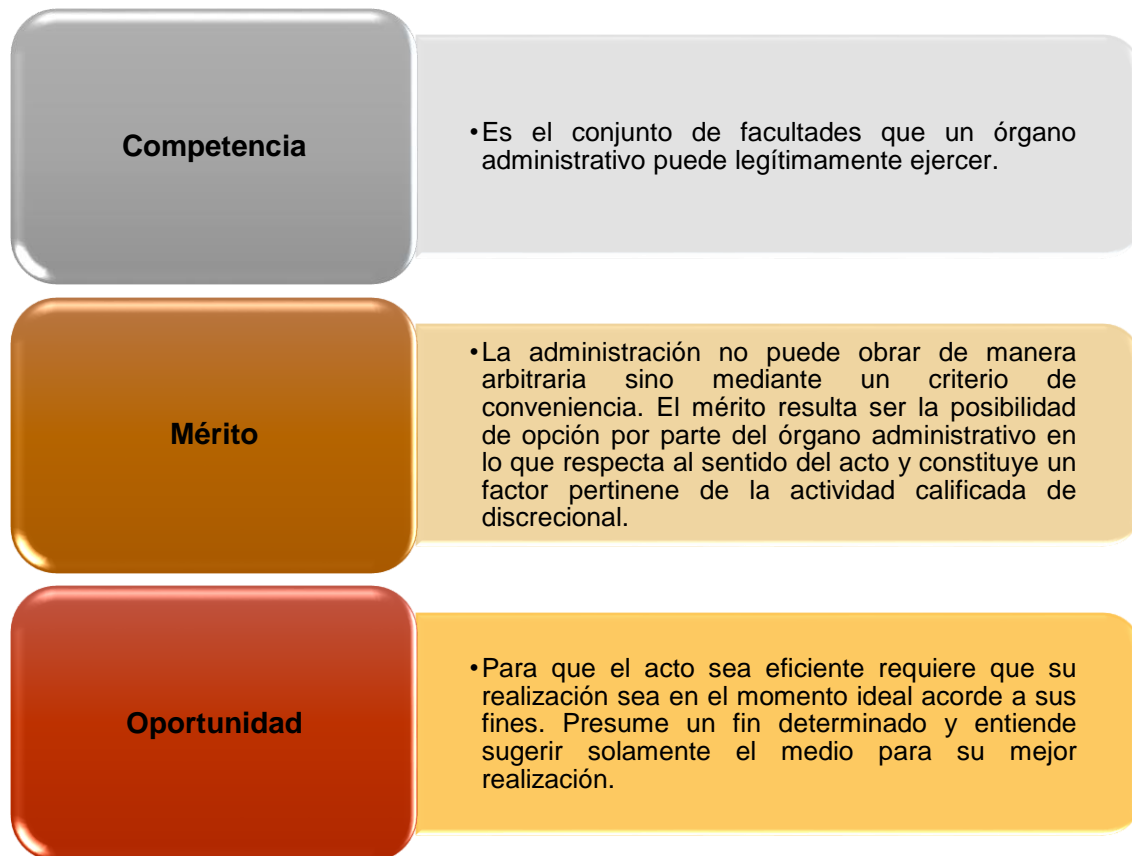 Competencia
•Es el conjunto de facultades que un órgano
administrativo puede legítimamente ejercer.
Mérito
•La administración no puede obrar de manera
arbitraria sino mediante un criterio de
conveniencia. El mérito resulta ser la posibilidad
de opción por parte del órgano administrativo en
lo que respecta al sentido del acto y constituye un
factor pertinene de la actividad calificada de
discrecional.
Oportunidad
•Para que el acto sea eficiente requiere que su
realización sea en el momento ideal acorde a sus
fines. Presume un fin determinado y entiende
sugerir solamente el medio para su mejor
realización.